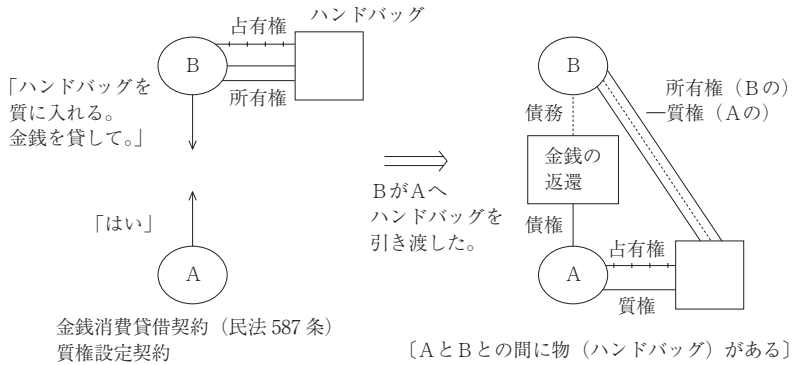 ハンドバッグ
占有権
B
所有権
「ハンドバッグを
質に入れる。
金銭を貸して。」
「はい」
A
金銭消費貸借契約（民法 587 条）
質権設定契約
BがAへ
ハンドバッグを
引き渡した。
B
所有権（Bの）
質権（Aの）
債務
金銭の
返還
債権
占有権
A
質権
〔AとBとの間に物（ハンドバッグ）がある〕